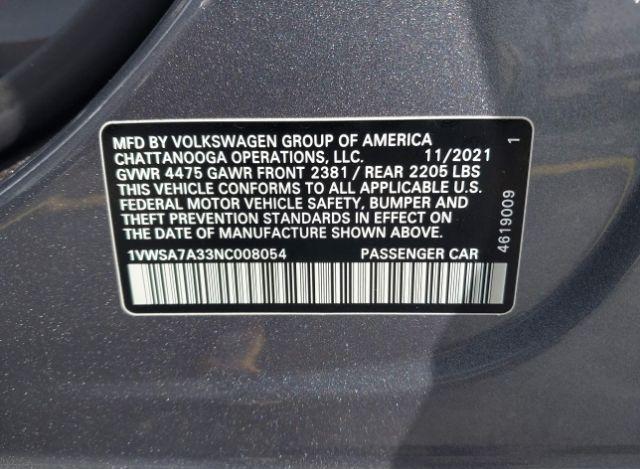 MFD BY VOLKSWAGEN GROUP OF AMERICA
CHATTANOOGA OPERATIONS, LLC. 11/2021
GVWR 4475 GAWR FRONT 2381 / REAR 2205 LBS
THIS VEHICLE CONFORMS TO ALL APPLICABLE U.S.
FEDERAL MOTOR VEHICLE SAFETY, BUMPER AND
THEFT PREVENTION STANDARDS IN EFFECT ON
THE DATE OF MANUFACTURE SHOWN ABOVE.
1VWSA7A33NC008054 PASSENGER CAR
4619009 1